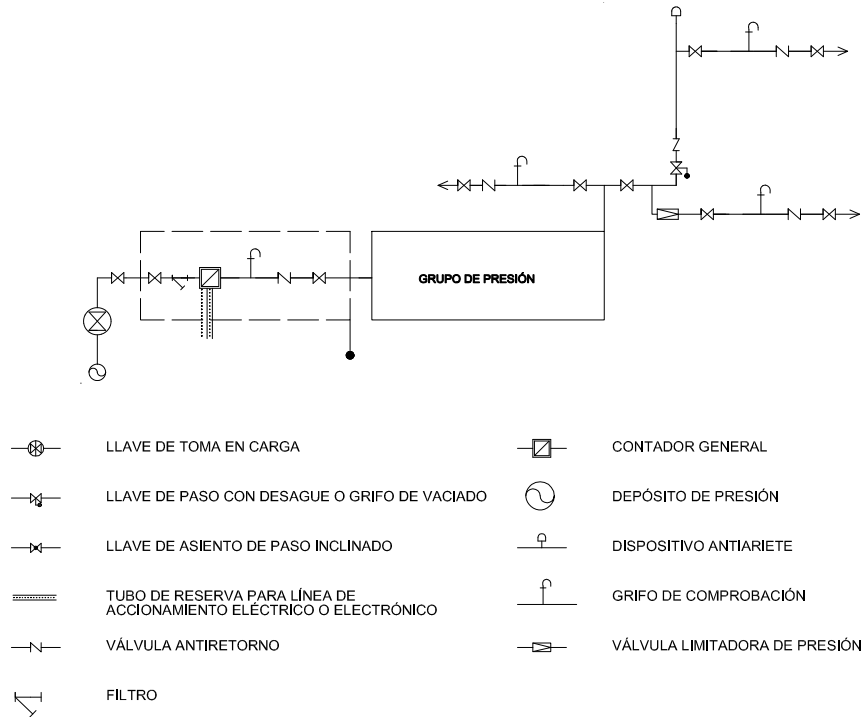 GRUPO DE PRESIÓN
LLAVE DE TOMA EN CARGA
LLAVE DE PASO CON DESAGUE O GRIFO DE VACIADO
LLAVE DE ASIENTO DE PASO INCLINADO
TUBO DE RESERVA PARA LÍNEA DE
ACCIONAMIENTO ELÉCTRICO O ELECTRÓNICO
VÁLVULA ANTIRETORNO
FILTRO
CONTADOR GENERAL
DEPÓSITO DE PRESIÓN
DISPOSITIVO ANTIARIETE
GRIFO DE COMPROBACIÓN
VÁLVULA LIMITADORA DE PRESIÓN